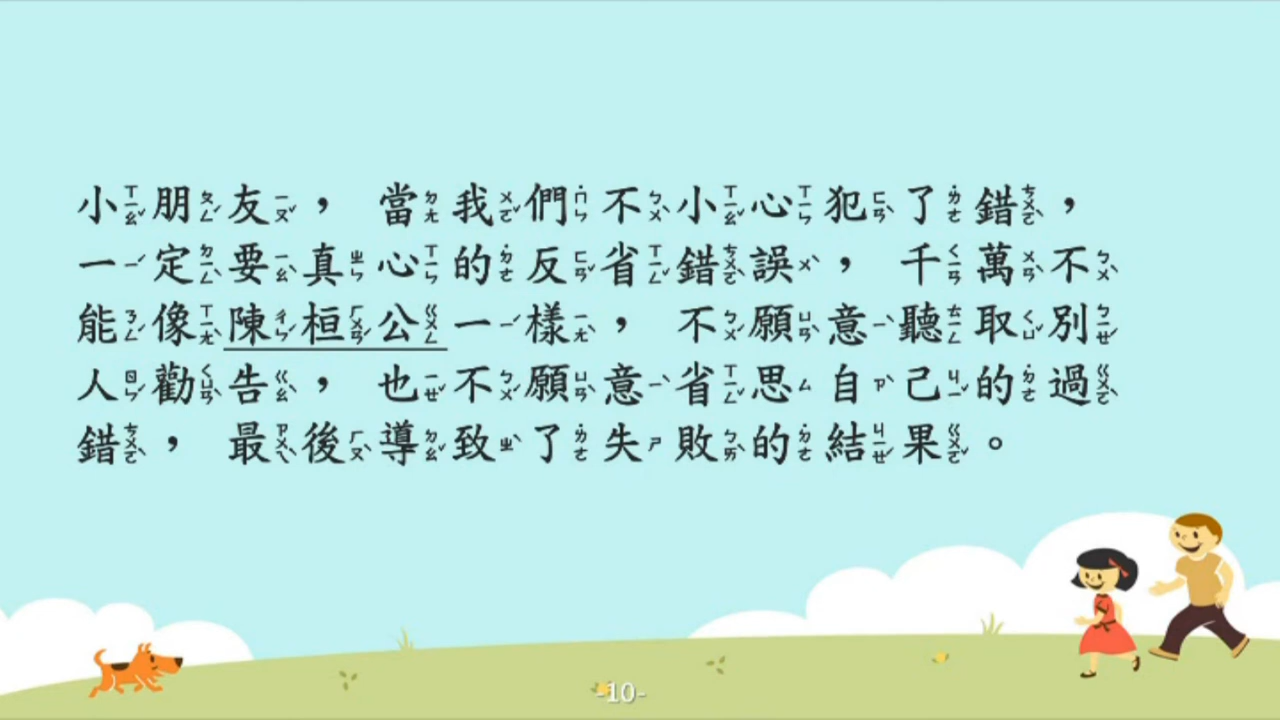 小朋友，當我們不小心犯了錯，
一定要真心的反省錯誤，千萬不
能像陳桓公一樣，不願意聽取別
人勸告，也不願意省思自己的過
錯，最後導致了失敗的結果。
-10-